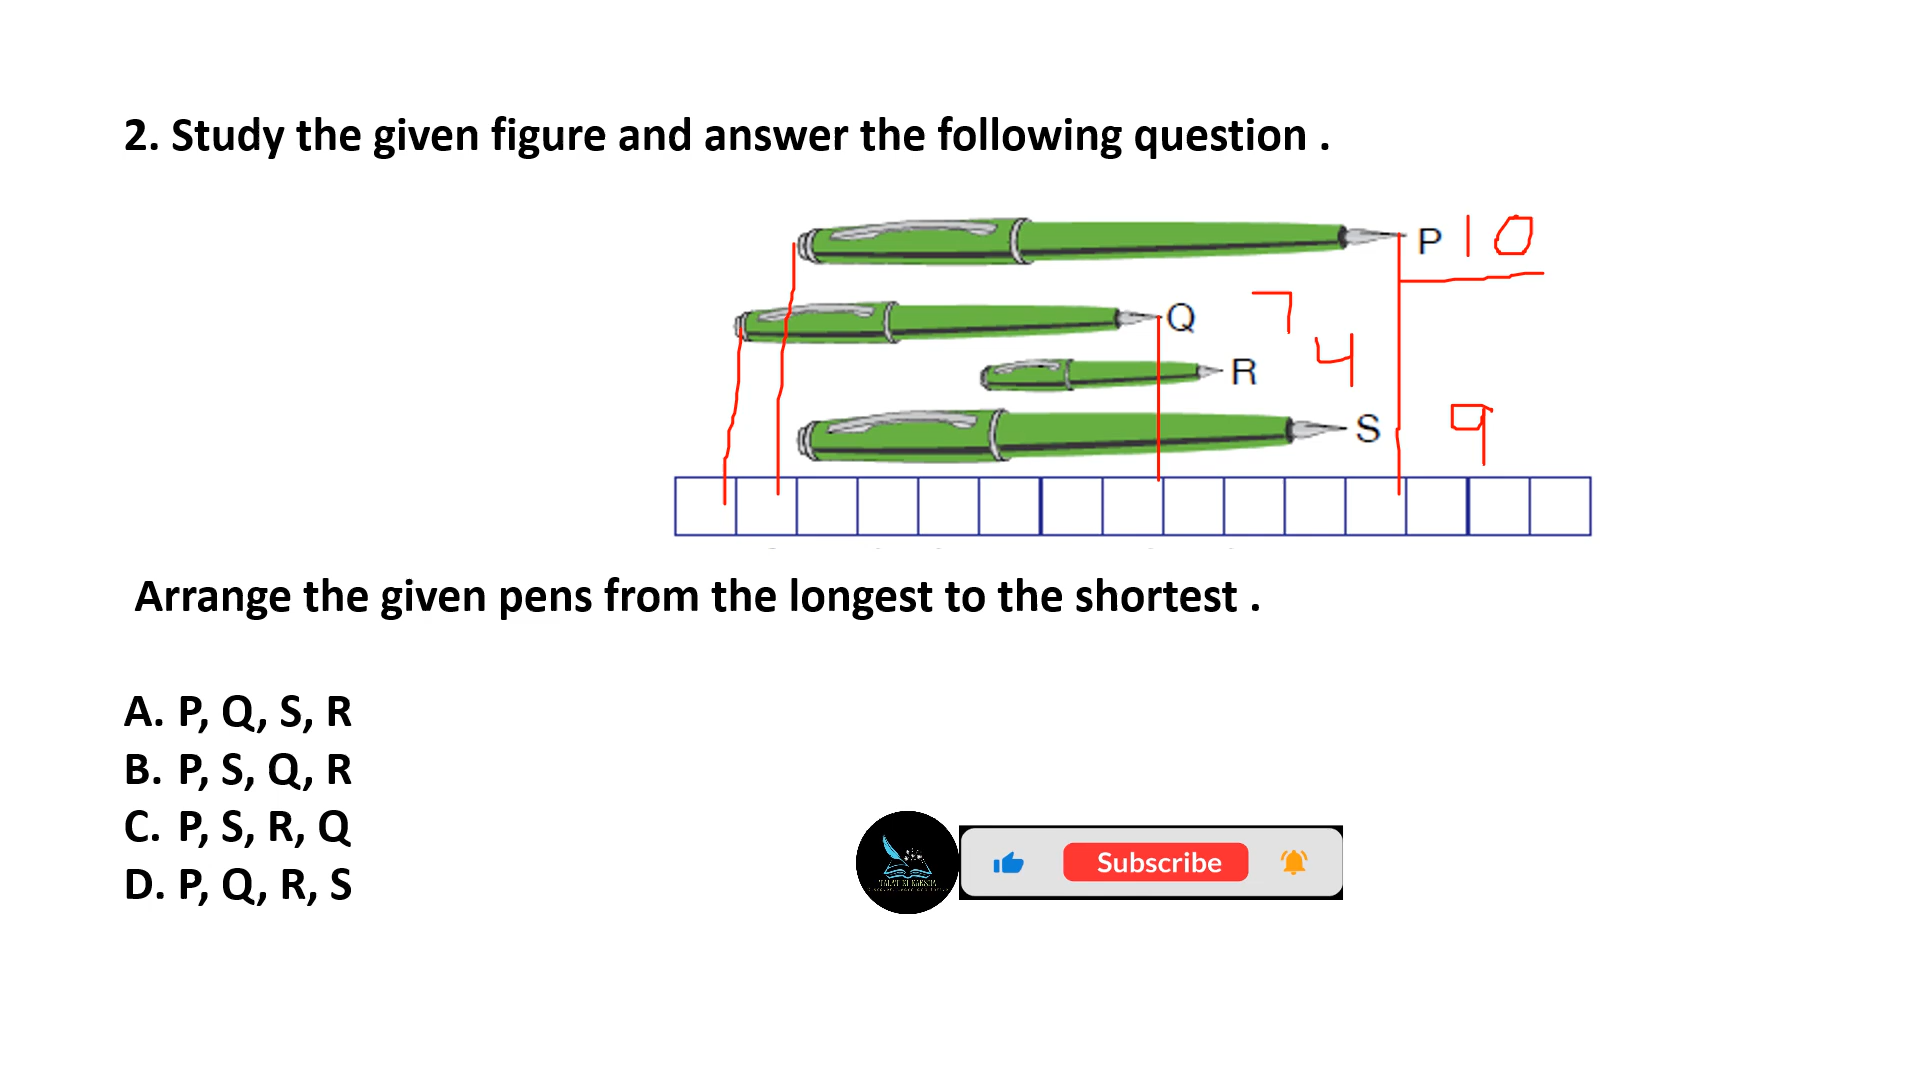 2. Study the given figure and answer the following question .
P 10
Q 7
R 4
S 9
Arrange the given pens from the longest to the shortest .
A. P, Q, S, R
B. P, S, Q, R
C. P, S, R, Q
D. P, Q, R, S
Subscribe